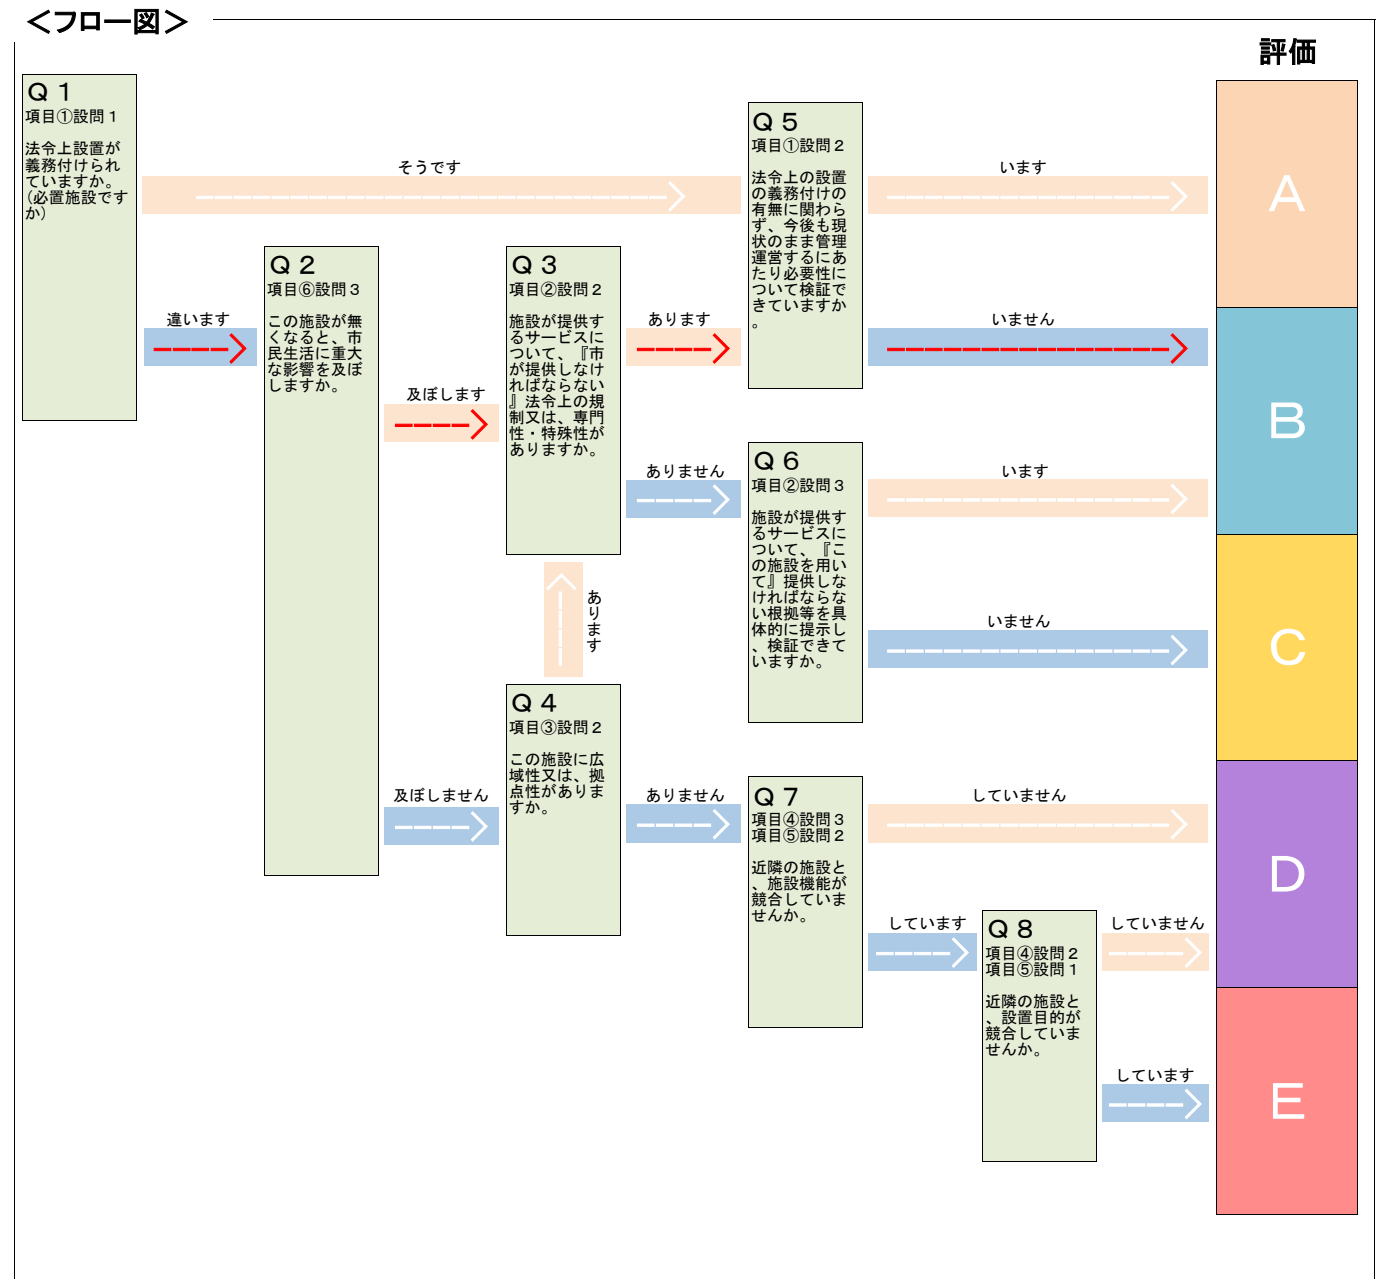 ＜フロー図＞
評価
Ｑ１
項目①設問１
法令上設置が
義務付けられ
ていますか。
（必置施設です
か）
そうです
違います
Ｑ２
項目⑥設問３
この施設が無
くなると、市
民生活に重大
な影響を及ぼ
しますか。
及ぼします
及ぼしません
Ｑ３
項目②設問２
施設が提供す
るサービスに
ついて、『市
が提供しなけ
ればならない
』法令上の規
制又は、専門
性・特殊性が
ありますか。
あります
ありません
あります
Ｑ４
項目③設問２
この施設に広
域性又は、拠
点性がありま
すか。
ありません
Ｑ５
項目①設問２
法令上の設置
の義務付けの
有無に関わら
ず、今後も現
状のまま管理
運営するにあ
たり必要性に
ついて検証で
きていますか
。
います
いません
Ｑ６
項目②設問３
施設が提供す
るサービスに
ついて、『こ
の施設を用い
て』提供しな
ければならな
い根拠等を具
体的に提示し
、検証できて
いますか。
います
いません
Ｑ７
項目④設問３
項目⑤設問２
近隣の施設と
、施設機能が
競合していま
せんか。
していません
しています
Ｑ８
項目④設問２
項目⑤設問１
近隣の施設と
、設置目的が
競合していま
せんか。
していません
しています
Ａ
Ｂ
Ｃ
Ｄ
Ｅ